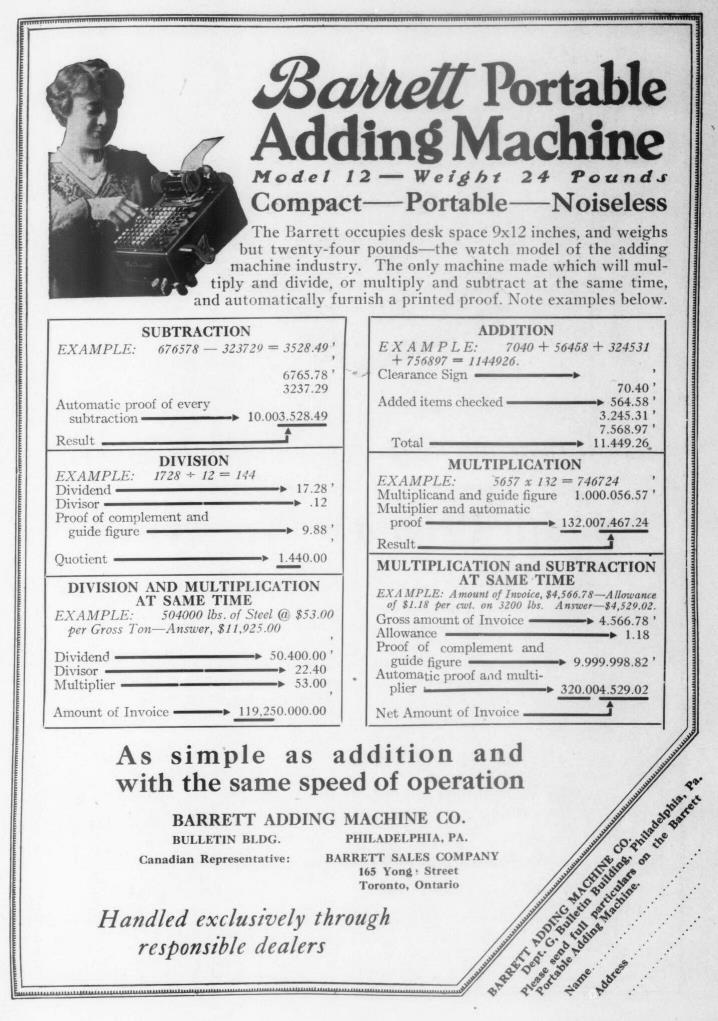 Barrett Portable
Adding Machine
Model 12 — Weight 24 Pounds
Compact—Portable—Noiseless
The Barrett occupies desk space 9x12 inches, and weighs
but twenty-four pounds—the watch model of the adding
machine industry. The only machine made which will mul-
tiply and divide, or multiply and subtract at the same time,
and automatically furnish a printed proof. Note examples below.
SUBTRACTION
EXAMPLE: 676578 — 323729 = 3528.49 '
'
6765.78 '
3237.29
Automatic proof of every
subtraction 10.003.528.49
Result
DIVISION
EXAMPLE: 1728 ÷ 12 = 144
Dividend 17.28 '
Divisor .12
Proof of complement and
guide figure 9.88 '
'
Quotient 1.440.00
DIVISION AND MULTIPLICATION
AT SAME TIME
EXAMPLE: 504000 lbs. of Steel @ $53.00
per Gross Ton—Answer, $11,925.00
'
Dividend 50.400.00 '
Divisor 22.40
Multiplier 53.00
'
Amount of Invoice 119,250.000.00
ADDITION
EXAMPLE: 7040 + 56458 + 324531
+ 756897 = 1144926.
Clearance Sign '
70.40 '
Added items checked 564.58 '
3.245.31 '
7.568.97 '
Total 11.449.26
MULTIPLICATION
EXAMPLE: 5657 x 132 = 746724 '
Multiplicand and guide figure 1.000.056.57 '
Multiplier and automatic
proof 132.007.467.24
Result
MULTIPLICATION and SUBTRACTION
AT SAME TIME
EXAMPLE: Amount of Invoice, $4,566.78—Allowance
of $1.18 per cwt. on 3200 lbs. Answer—$4,529.02.
Gross amount of Invoice 4.566.78 '
Allowance 1.18
Proof of complement and
guide figure 9.999.998.82 '
Automatic proof and multi-
plier 320.004.529.02
Net Amount of Invoice
As simple as addition and
with the same speed of operation
BARRETT ADDING MACHINE CO.
BULLETIN BLDG. PHILADELPHIA, PA.
Canadian Representative: BARRETT SALES COMPANY
165 Yong Street
Toronto, Ontario
Handled exclusively through
responsible dealers
BARRETT ADDING MACHINE CO.
Dept. G, Bulletin Building, Philadelphia, Pa.
Please send full particulars on the Barrett
Portable Adding Machine.
Name
Address